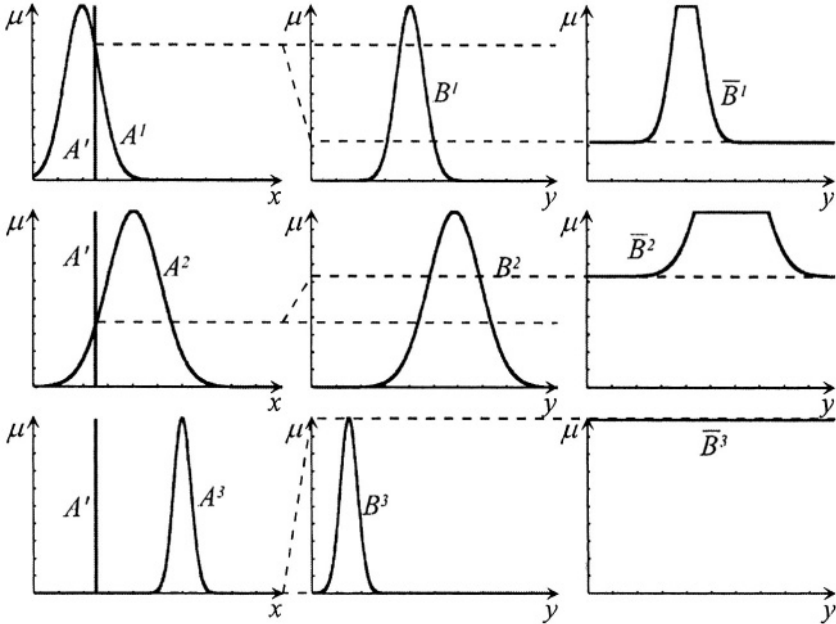 μ μ μ
A' A¹ B¹ B̅¹
x y y
μ μ μ
A' A² B² B̅²
x y y
μ μ μ
A' A³ B³ B̅³
x y y